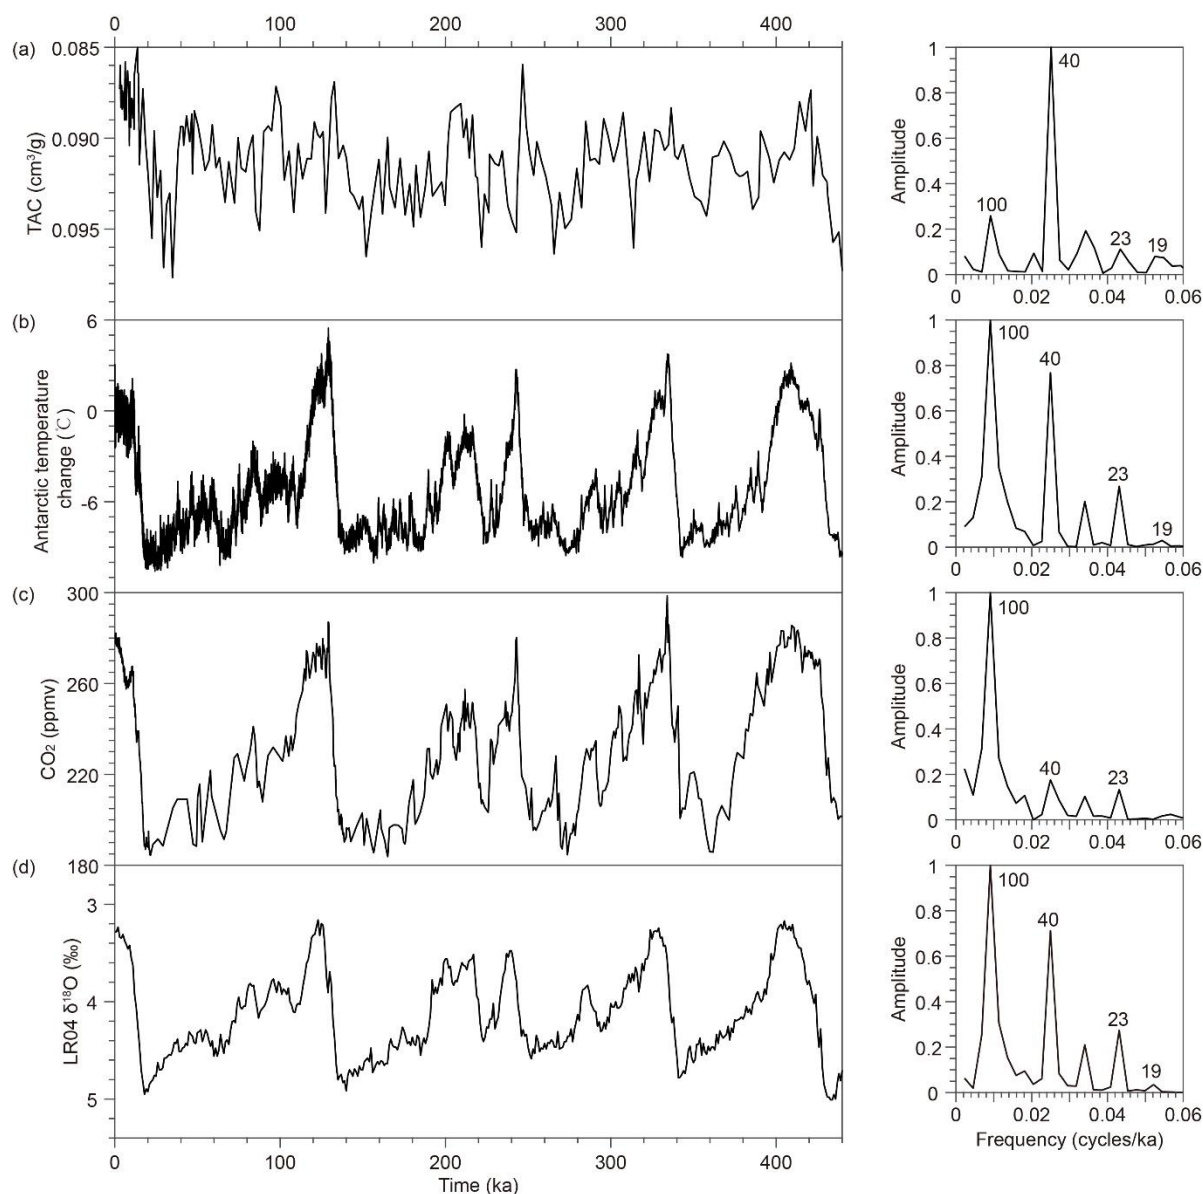 0 100 200 300 400
(a)
0.085
0.090
0.095
TAC (cm³/g)
1
0.8
0.6
0.4
0.2
0
Amplitude
100
40
23
19
0 0.02 0.04 0.06
(b)
6
0
-6
Antarctic temperature
change (℃)
1
0.8
0.6
0.4
0.2
0
Amplitude
100
40
23
19
0 0.02 0.04 0.06
(c)
300
260
220
180
CO₂ (ppmv)
1
0.8
0.6
0.4
0.2
0
Amplitude
100
40
23
0 0.02 0.04 0.06
(d)
3
4
5
LR04 δ¹⁸O (‰)
0 100 200 300 400
Time (ka)
1
0.8
0.6
0.4
0.2
0
Amplitude
100
40
23
19
0 0.02 0.04 0.06
Frequency (cycles/ka)